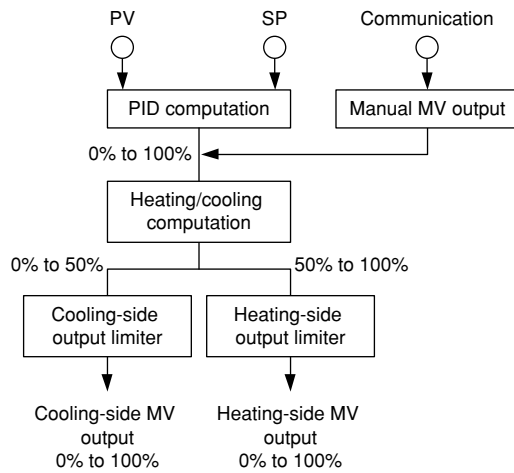 PV
SP
Communication
PID computation
Manual MV output
0% to 100%
Heating/cooling
computation
0% to 50%
50% to 100%
Cooling-side
output limiter
Heating-side
output limiter
Cooling-side MV
output
0% to 100%
Heating-side MV
output
0% to 100%